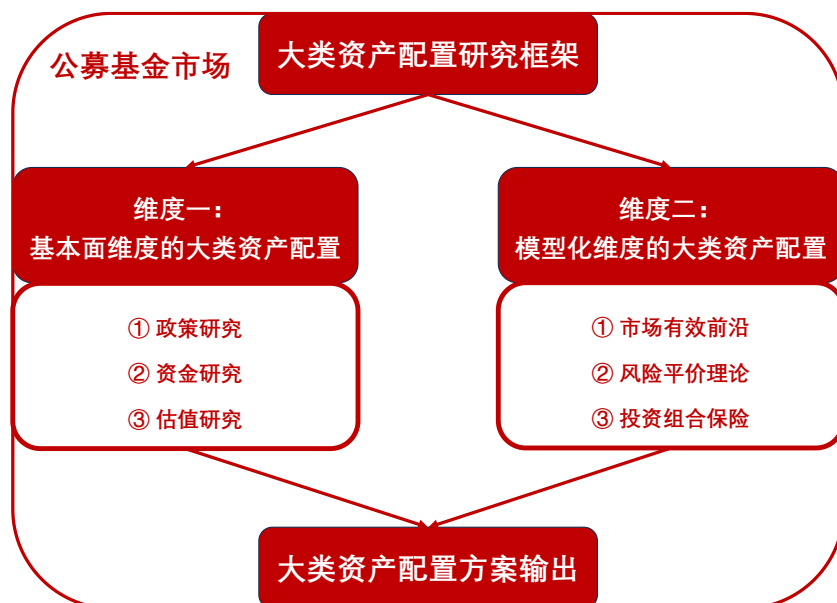 公募基金市场
大类资产配置研究框架
维度一：
基本面维度的大类资产配置
① 政策研究
② 资金研究
③ 估值研究
维度二：
模型化维度的大类资产配置
① 市场有效前沿
② 风险平价理论
③ 投资组合保险
大类资产配置方案输出